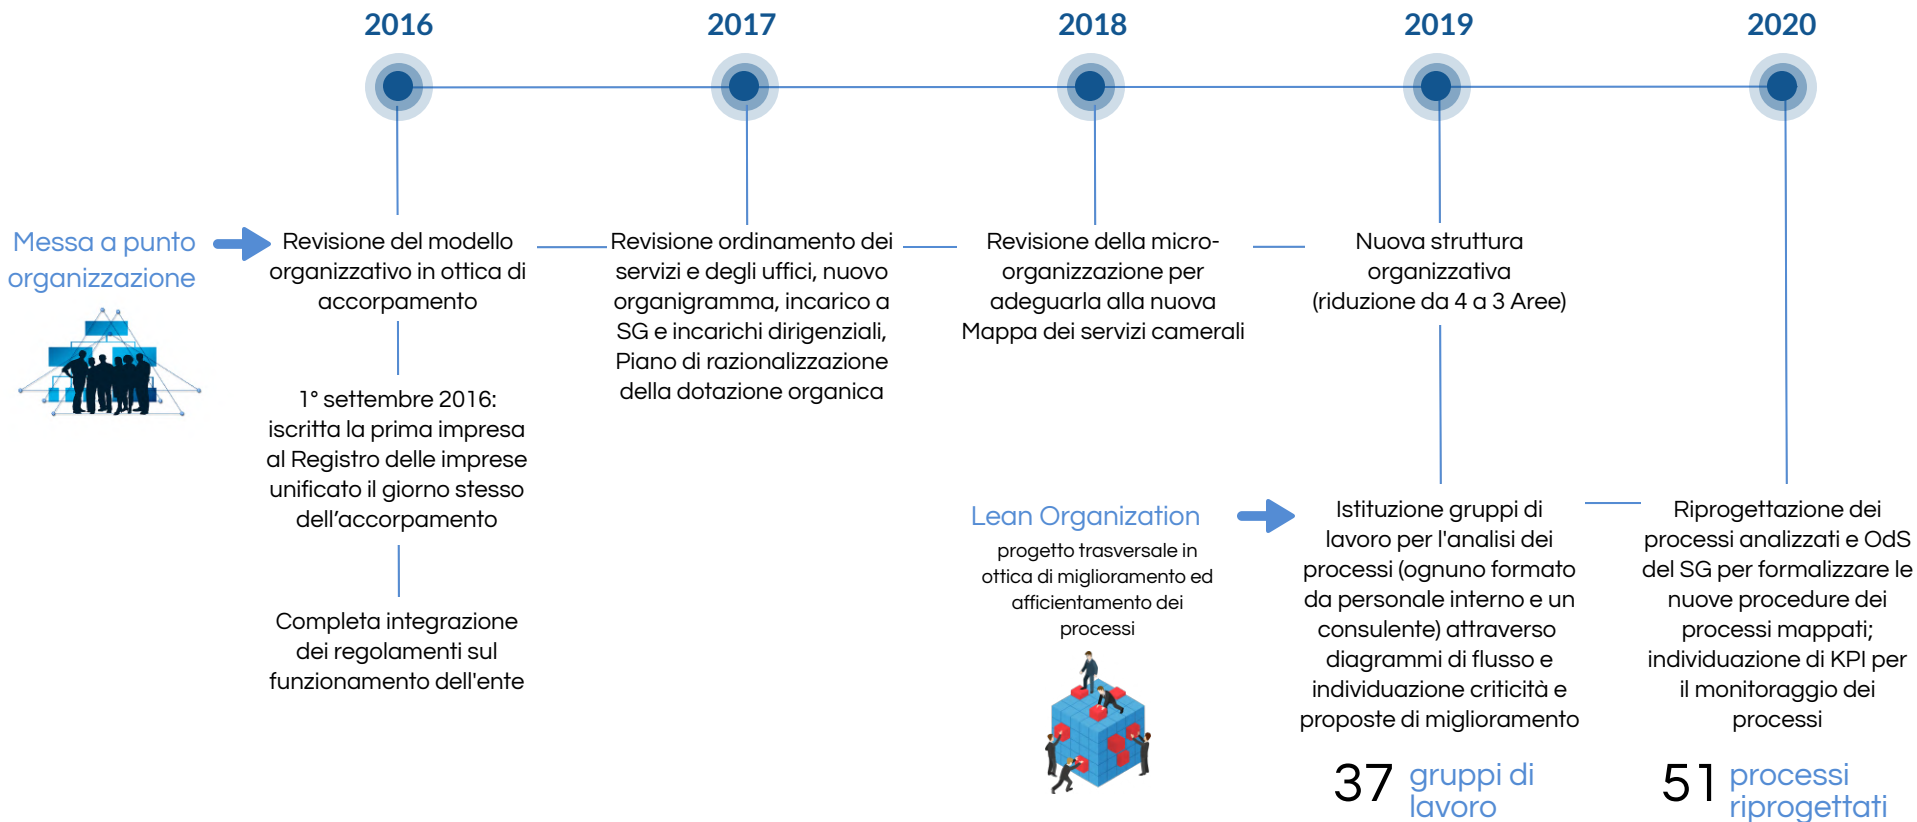 2016
2017
2018
2019
2020
Messa a punto
organizzazione
Revisione del modello
organizzativo in ottica di
accorpamento
1° settembre 2016:
iscritta la prima impresa
al Registro delle imprese
unificato il giorno stesso
dell’accorpamento
Completa integrazione
dei regolamenti sul
funzionamento dell'ente
Revisione ordinamento dei
servizi e degli uffici, nuovo
organigramma, incarico a
SG e incarichi dirigenziali,
Piano di razionalizzazione
della dotazione organica
Revisione della micro-
organizzazione per
adeguarla alla nuova
Mappa dei servizi camerali
Nuova struttura
organizzativa
(riduzione da 4 a 3 Aree)
Lean Organization
progetto trasversale in
ottica di miglioramento ed
afficientamento dei
processi
Istituzione gruppi di
lavoro per l'analisi dei
processi (ognuno formato
da personale interno e un
consulente) attraverso
diagrammi di flusso e
individuazione criticità e
proposte di miglioramento
37 gruppi di
lavoro
Riprogettazione dei
processi analizzati e OdS
del SG per formalizzare le
nuove procedure dei
processi mappati;
individuazione di KPI per
il monitoraggio dei
processi
51 processi
riprogettati